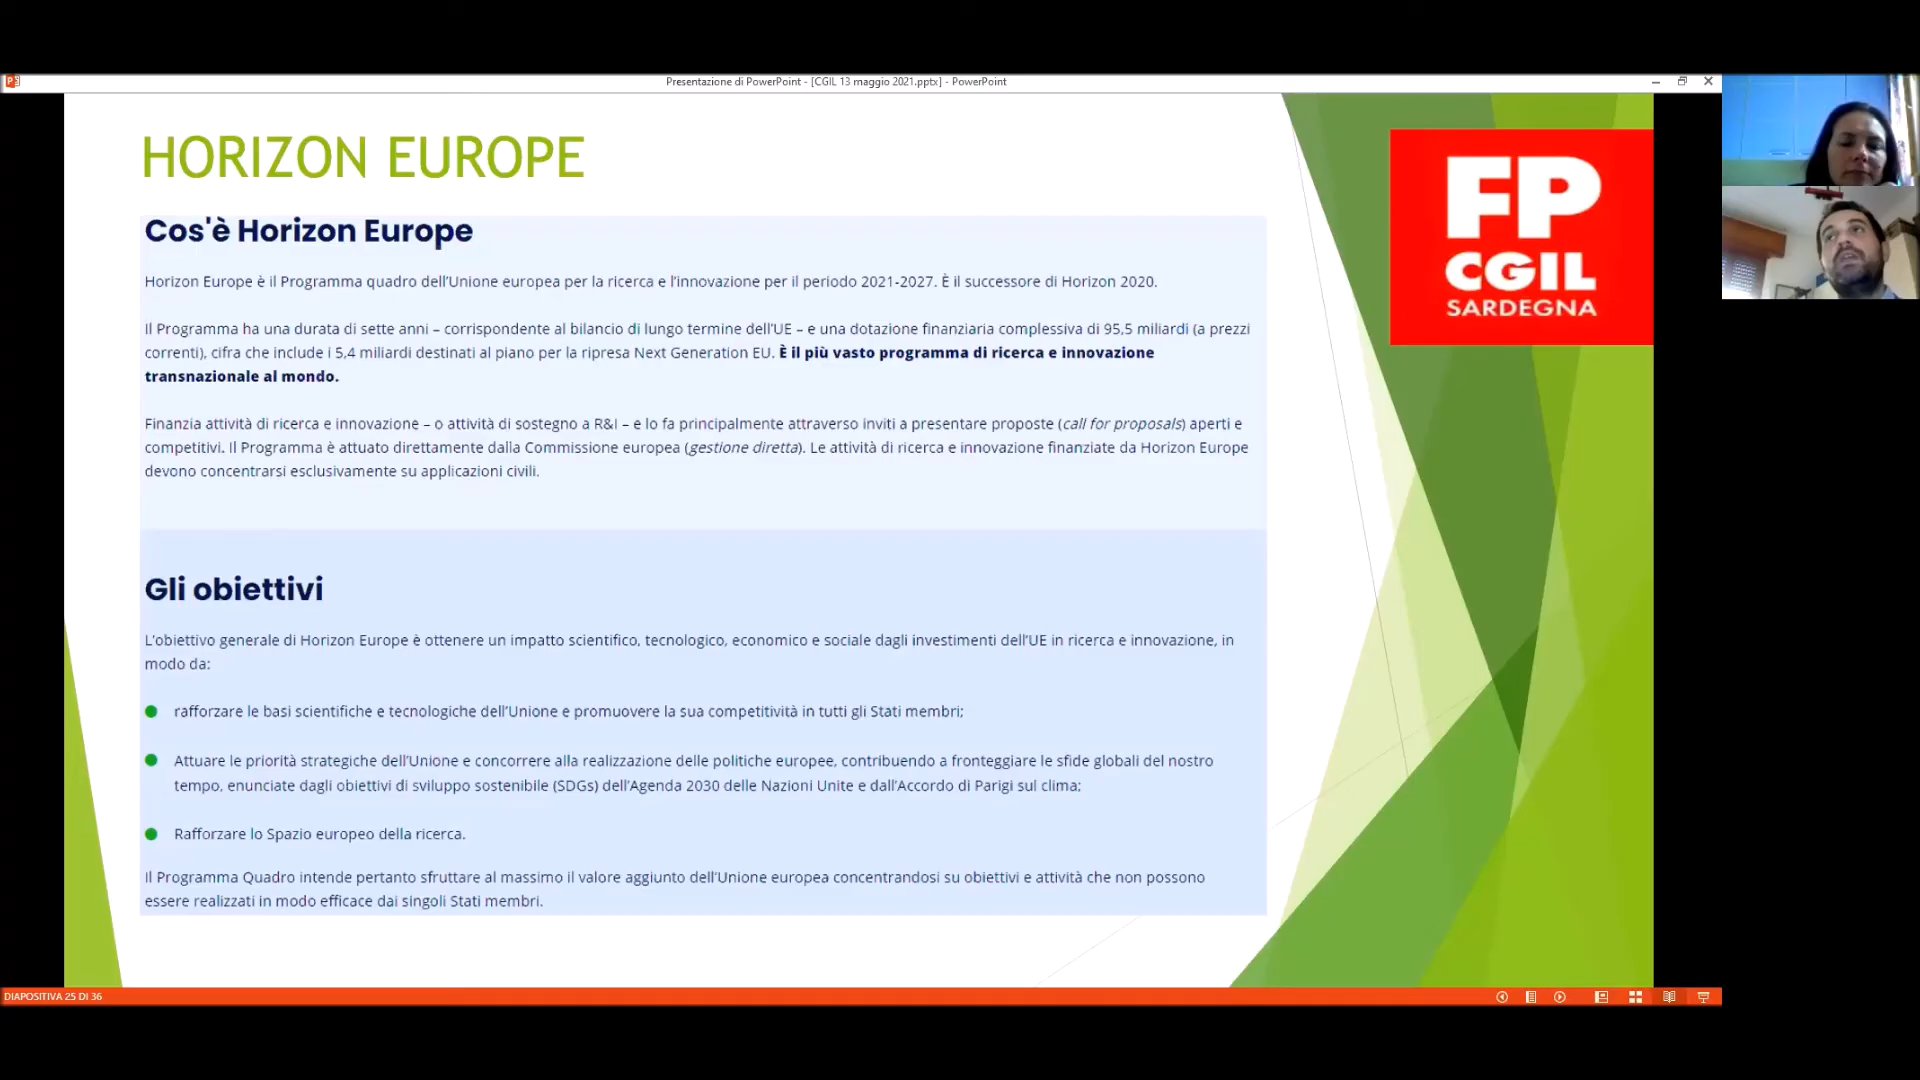 Presentazione di PowerPoint - [CGIL 13 maggio 2021.pptx] - PowerPoint
HORIZON EUROPE
FP
CGIL
SARDEGNA
Cos'è Horizon Europe
Horizon Europe è il Programma quadro dell’Unione europea per la ricerca e l’innovazione per il periodo 2021-2027. È il successore di Horizon 2020.
Il Programma ha una durata di sette anni – corrispondente al bilancio di lungo termine dell’UE – e una dotazione finanziaria complessiva di 95,5 miliardi (a prezzi
correnti), cifra che include i 5,4 miliardi destinati al piano per la ripresa Next Generation EU. È il più vasto programma di ricerca e innovazione
transnazionale al mondo.
Finanzia attività di ricerca e innovazione – o attività di sostegno a R&I – e lo fa principalmente attraverso inviti a presentare proposte (call for proposals) aperti e
competitivi. Il Programma è attuato direttamente dalla Commissione europea (gestione diretta). Le attività di ricerca e innovazione finanziate da Horizon Europe
devono concentrarsi esclusivamente su applicazioni civili.
Gli obiettivi
L’obiettivo generale di Horizon Europe è ottenere un impatto scientifico, tecnologico, economico e sociale dagli investimenti dell’UE in ricerca e innovazione, in
modo da:
rafforzare le basi scientifiche e tecnologiche dell’Unione e promuovere la sua competitività in tutti gli Stati membri;
Attuare le priorità strategiche dell’Unione e concorrere alla realizzazione delle politiche europee, contribuendo a fronteggiare le sfide globali del nostro
tempo, enunciate dagli obiettivi di sviluppo sostenibile (SDGs) dell’Agenda 2030 delle Nazioni Unite e dall’Accordo di Parigi sul clima;
Rafforzare lo Spazio europeo della ricerca.
Il Programma Quadro intende pertanto sfruttare al massimo il valore aggiunto dell’Unione europea concentrandosi su obiettivi e attività che non possono
essere realizzati in modo efficace dai singoli Stati membri.
DIAPOSITIVA 25 DI 36